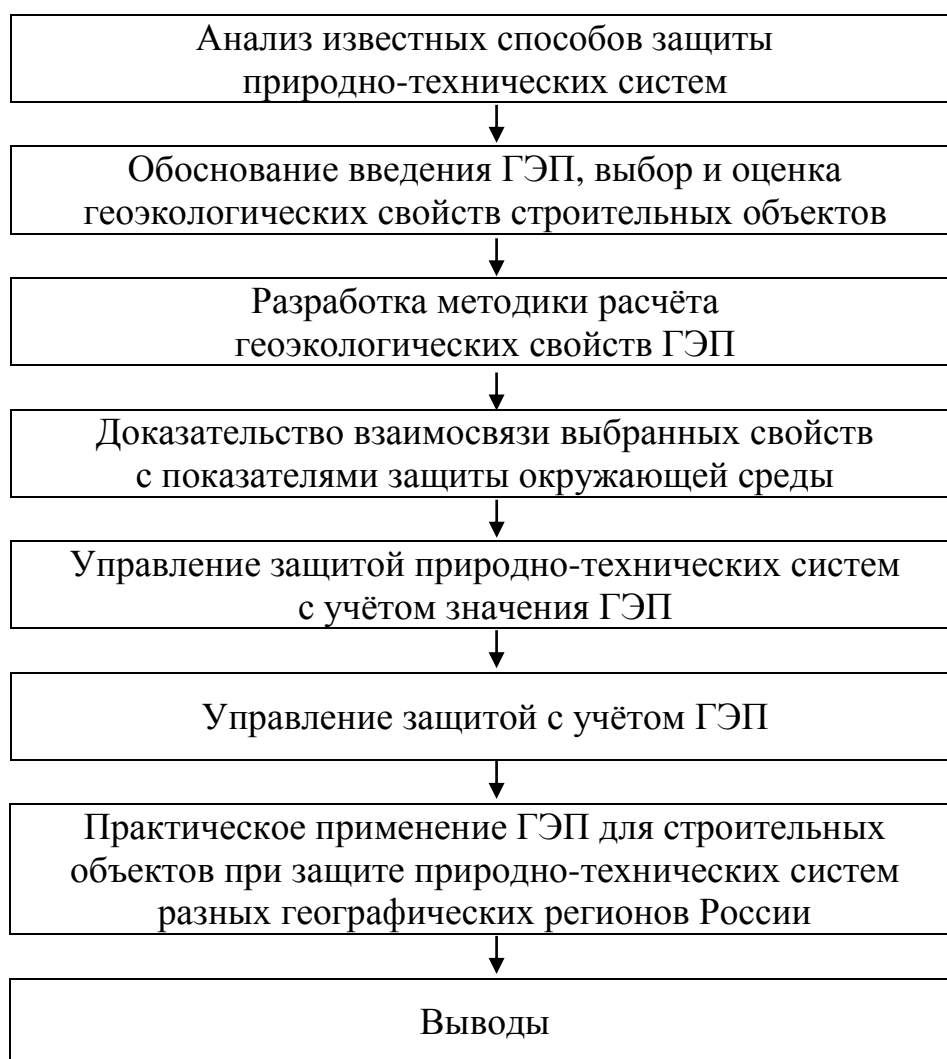 Анализ известных способов защиты
природно-технических систем
Обоснование введения ГЭП, выбор и оценка
геоэкологических свойств строительных объектов
Разработка методики расчёта
геоэкологических свойств ГЭП
Доказательство взаимосвязи выбранных свойств
с показателями защиты окружающей среды
Управление защитой природно-технических систем
с учётом значения ГЭП
Управление защитой с учётом ГЭП
Практическое применение ГЭП для строительных
объектов при защите природно-технических систем
разных географических регионов России
Выводы